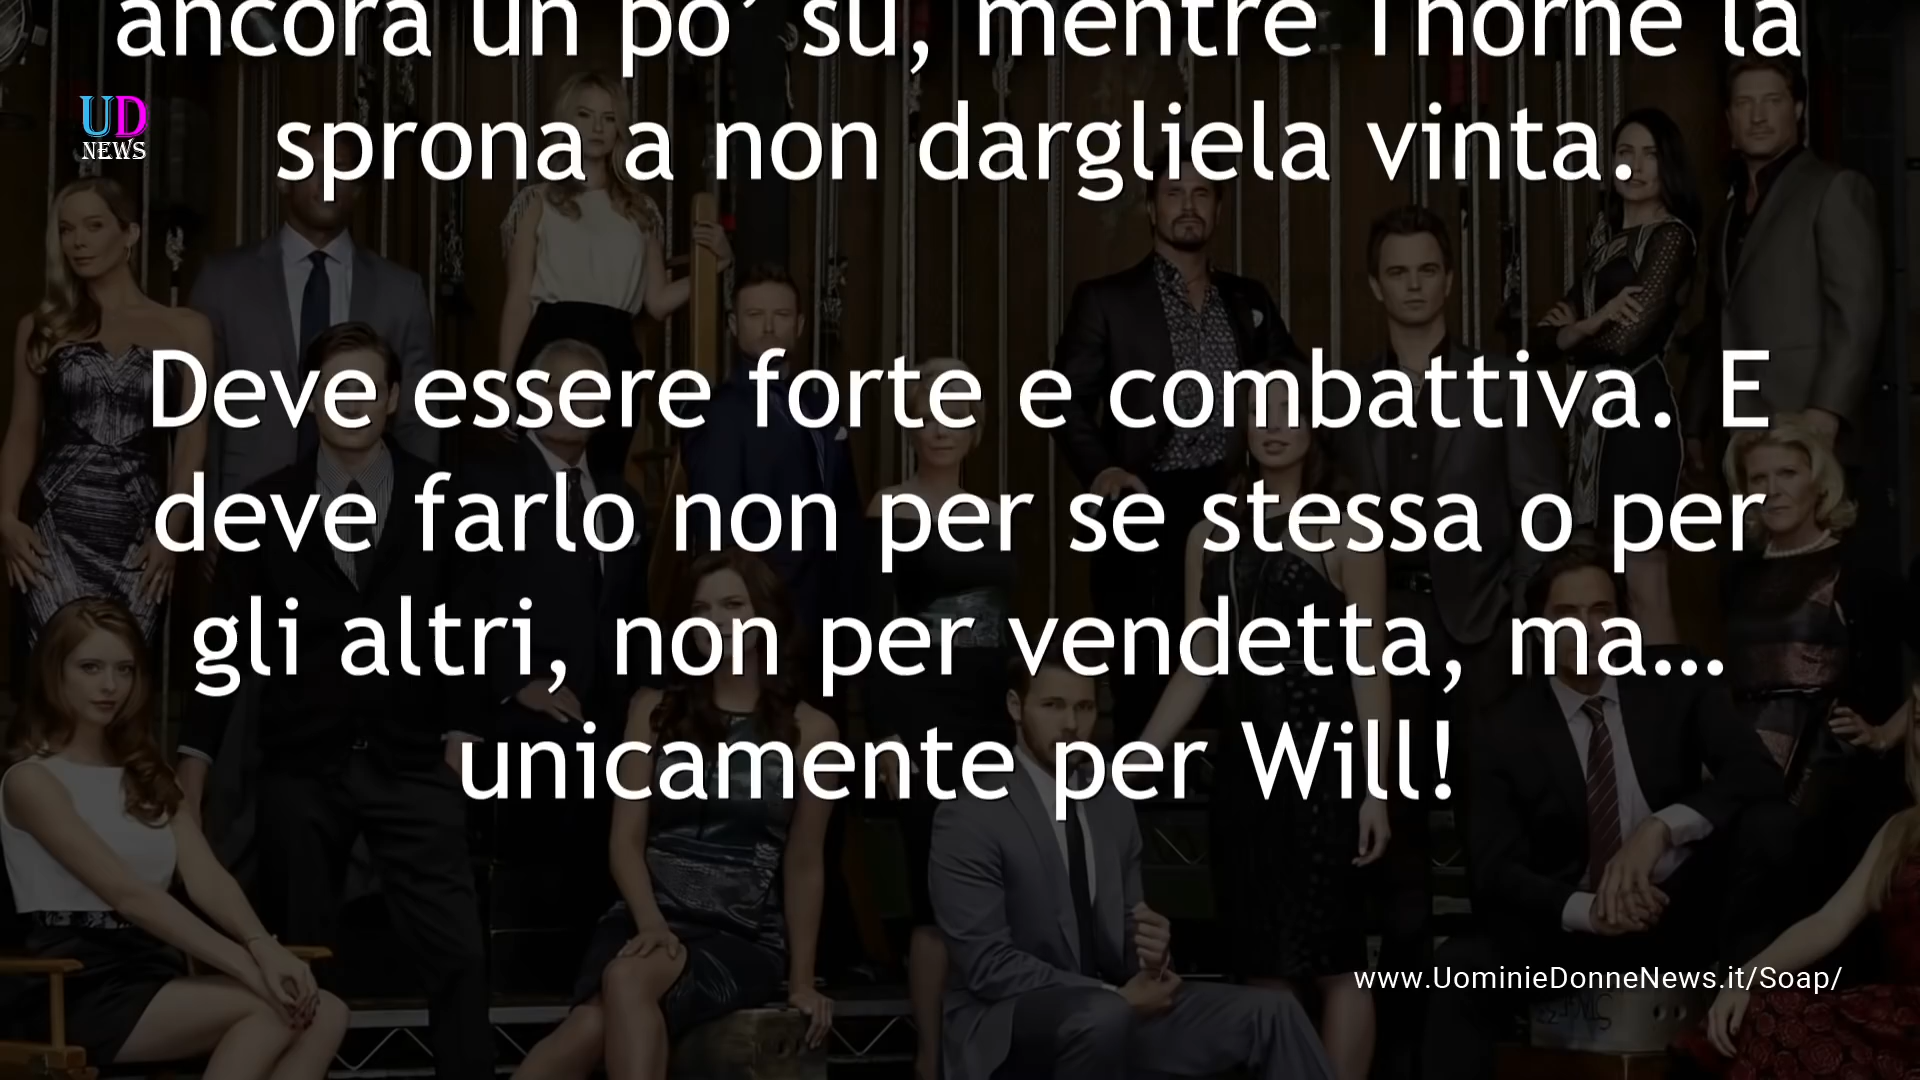 ancora un po’ su, mentre Thorne la
UD
NEWS
sprona a non dargliela vinta.
Deve essere forte e combattiva. E
deve farlo non per se stessa o per
gli altri, non per vendetta, ma…
unicamente per Will!
www.UominieDonneNews.it/Soap/